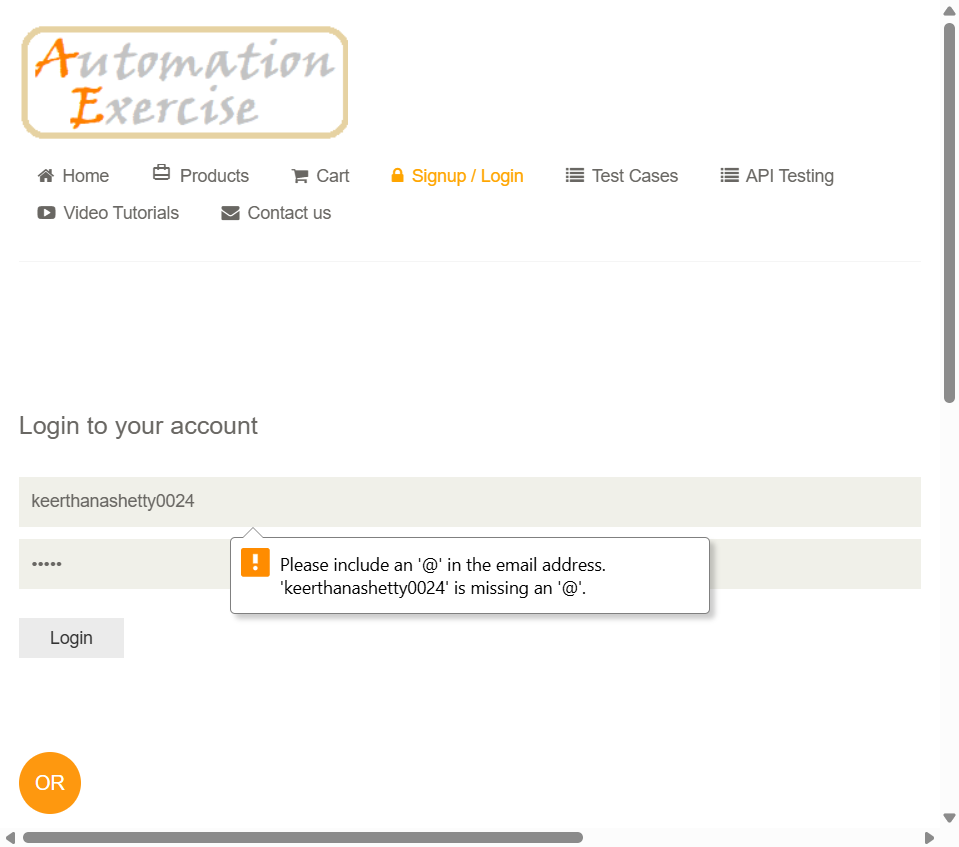 Automation
Exercise
Home Products Cart Signup / Login Test Cases API Testing
Video Tutorials Contact us
Login to your account
keerthanashetty0024
•••••
Please include an '@' in the email address.
'keerthanashetty0024' is missing an '@'.
Login
OR